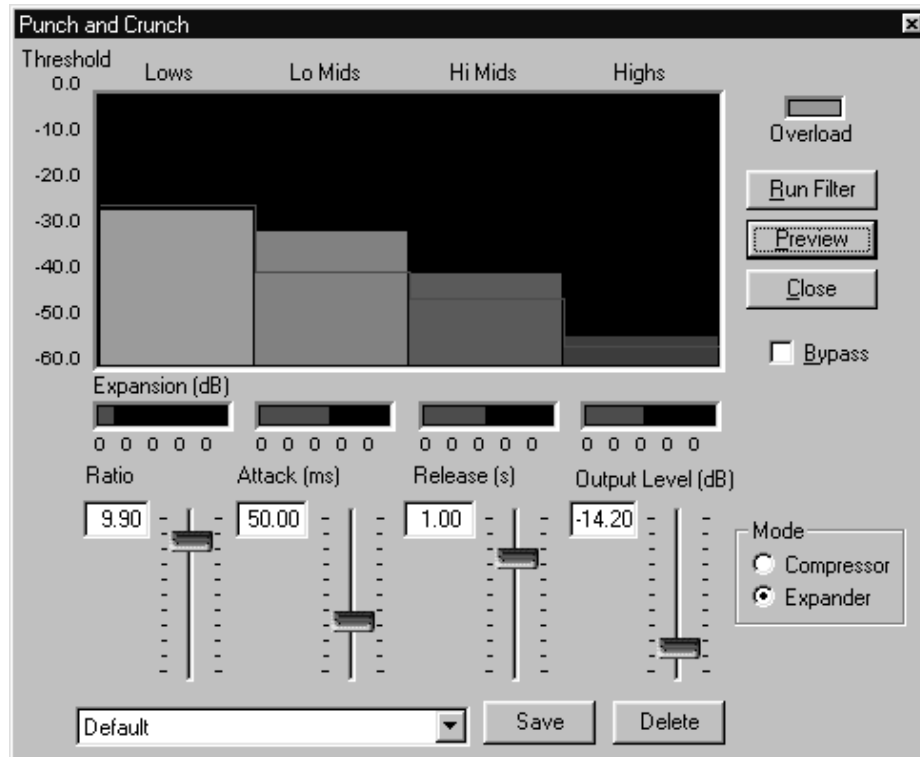 Punch and Crunch
Threshold
Lows Lo Mids Hi Mids Highs
0.0
-10.0
-20.0
-30.0
-40.0
-50.0
-60.0
Overload
Run Filter
Preview
Close
Bypass
Expansion (dB)
0 0 0 0 0 0 0 0 0 0 0 0 0 0 0 0 0 0 0 0
Ratio Attack (ms) Release (s) Output Level (dB)
9.90 50.00 1.00 -14.20
Mode
Compressor
Expander
Default Save Delete